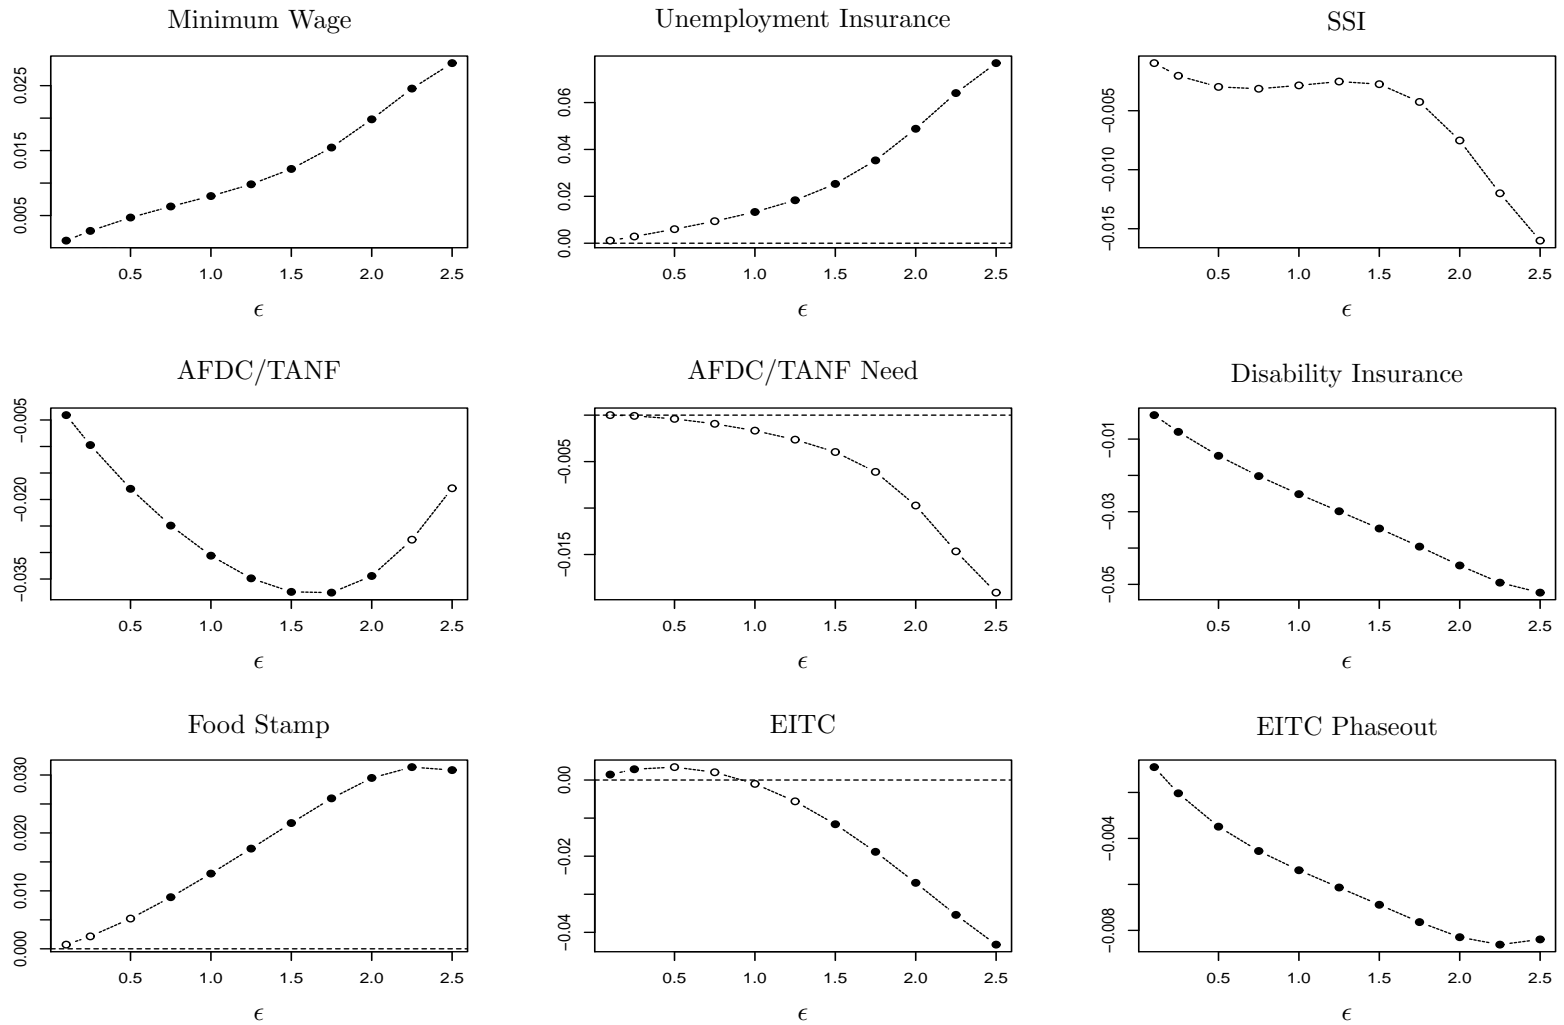 Minimum Wage
0.025
0.015
0.005
0.5 1.0 1.5 2.0 2.5
ϵ
Unemployment Insurance
0.06
0.04
0.02
0.00
0.5 1.0 1.5 2.0 2.5
ϵ
SSI
−0.005
−0.010
−0.015
0.5 1.0 1.5 2.0 2.5
ϵ
AFDC/TANF
−0.005
−0.020
−0.035
0.5 1.0 1.5 2.0 2.5
ϵ
AFDC/TANF Need
−0.005
−0.015
0.5 1.0 1.5 2.0 2.5
ϵ
Disability Insurance
−0.01
−0.03
−0.05
0.5 1.0 1.5 2.0 2.5
ϵ
Food Stamp
0.030
0.020
0.010
0.000
0.5 1.0 1.5 2.0 2.5
ϵ
EITC
0.00
−0.02
−0.04
0.5 1.0 1.5 2.0 2.5
ϵ
EITC Phaseout
−0.004
−0.008
0.5 1.0 1.5 2.0 2.5
ϵ